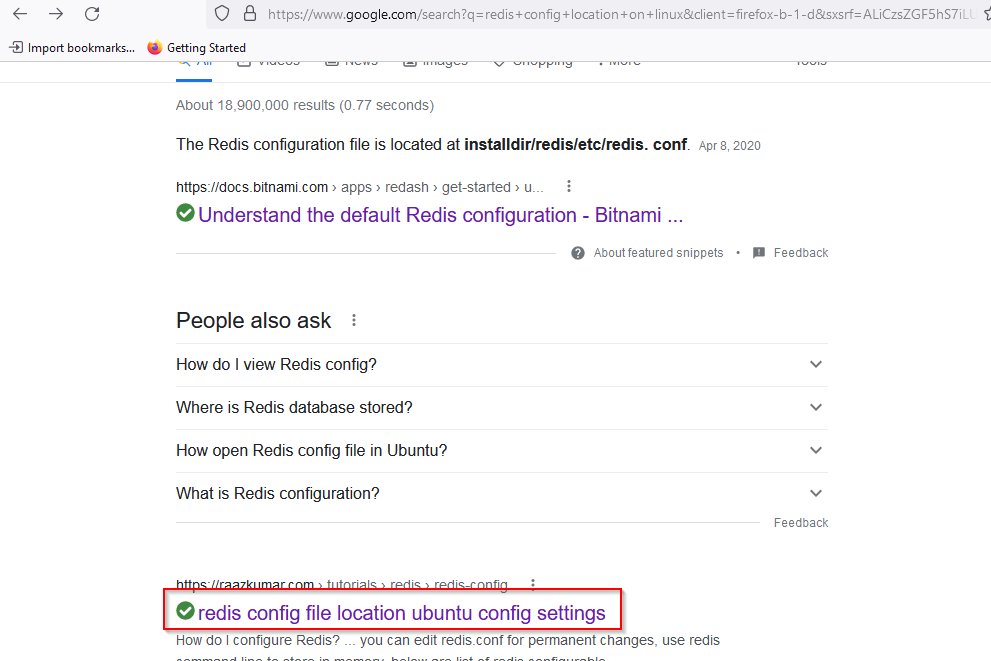 https://www.google.com/search?q=redis+config+location+on+linux&client=firefox-b-1-d&sxsrf=ALiCzsZGF5hS7iLU
Import bookmarks... Getting Started
All Videos News Images Shopping More Tools
About 18,900,000 results (0.77 seconds)
The Redis configuration file is located at installdir/redis/etc/redis. conf. Apr 8, 2020
https://docs.bitnami.com › apps › redash › get-started › u...
Understand the default Redis configuration - Bitnami ...
About featured snippets • Feedback
People also ask
How do I view Redis config?
Where is Redis database stored?
How open Redis config file in Ubuntu?
What is Redis configuration?
Feedback
https://raazkumar.com › tutorials › redis › redis-config
redis config file location ubuntu config settings
How do I configure Redis? ... you can edit redis.conf for permanent changes, use redis
command line to store in memory. below are list of redis configurable